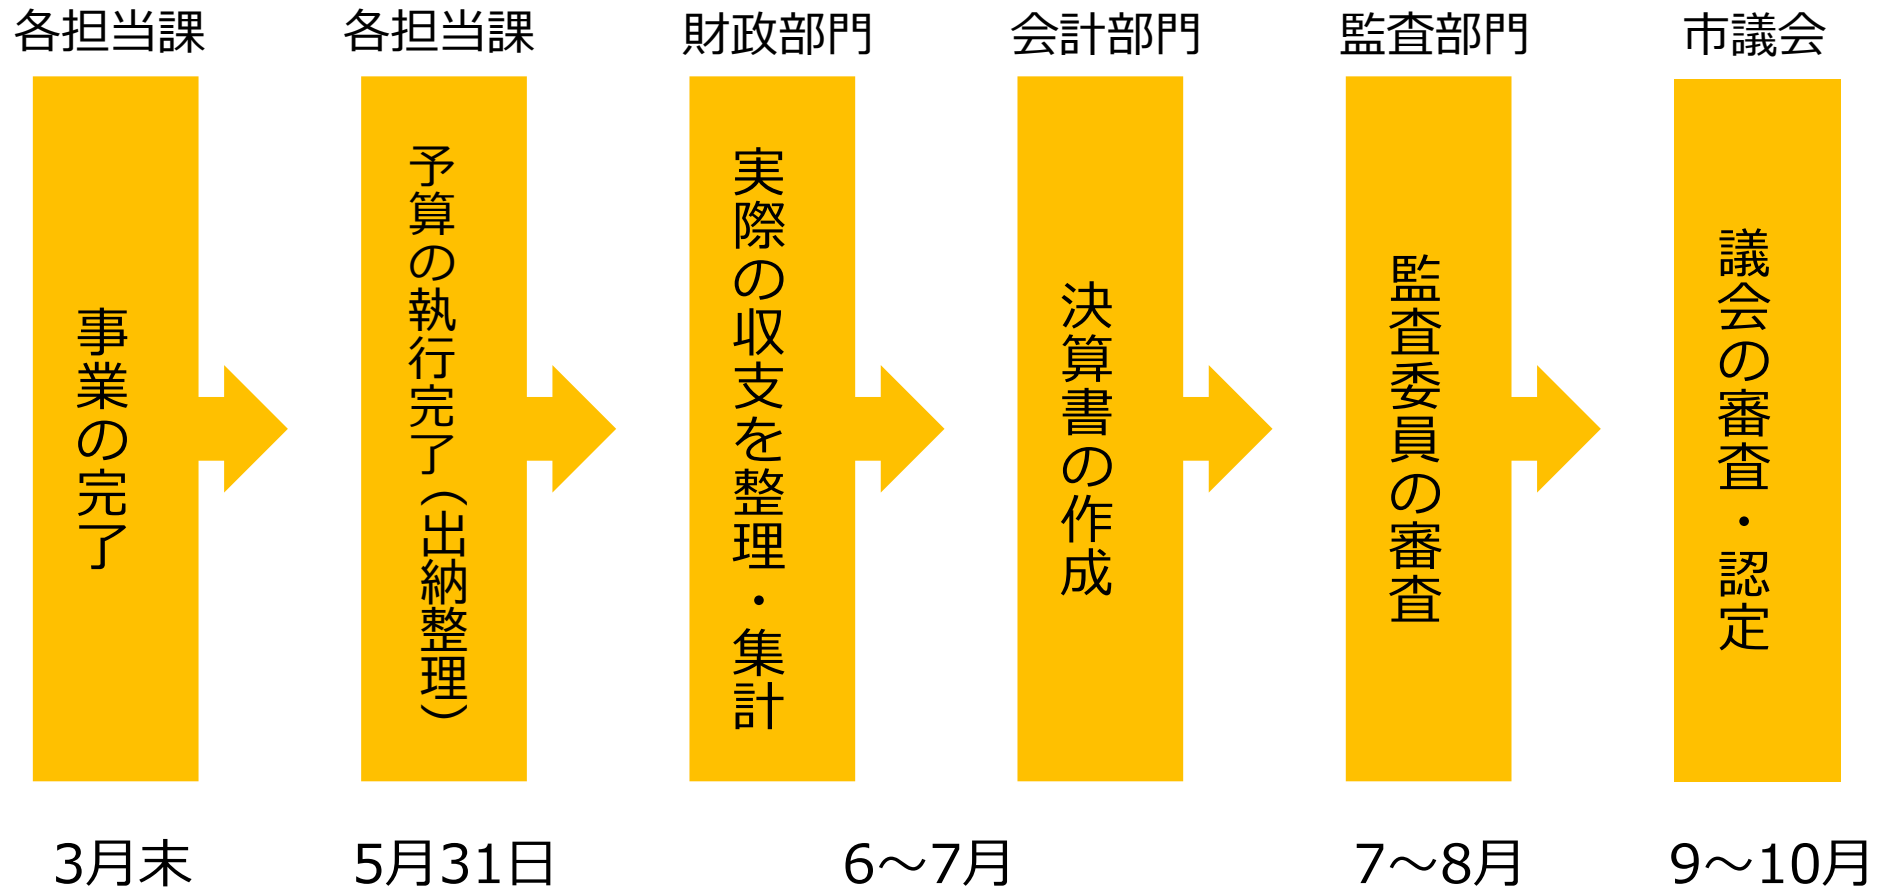 各担当課
各担当課
財政部門
会計部門
監査部門
市議会
事業の完了
予算の執行完了（出納整理）
実際の収支を整理・集計
決算書の作成
監査委員の審査
議会の審査・認定
3月末
5月31日
6～7月
7～8月
9～10月